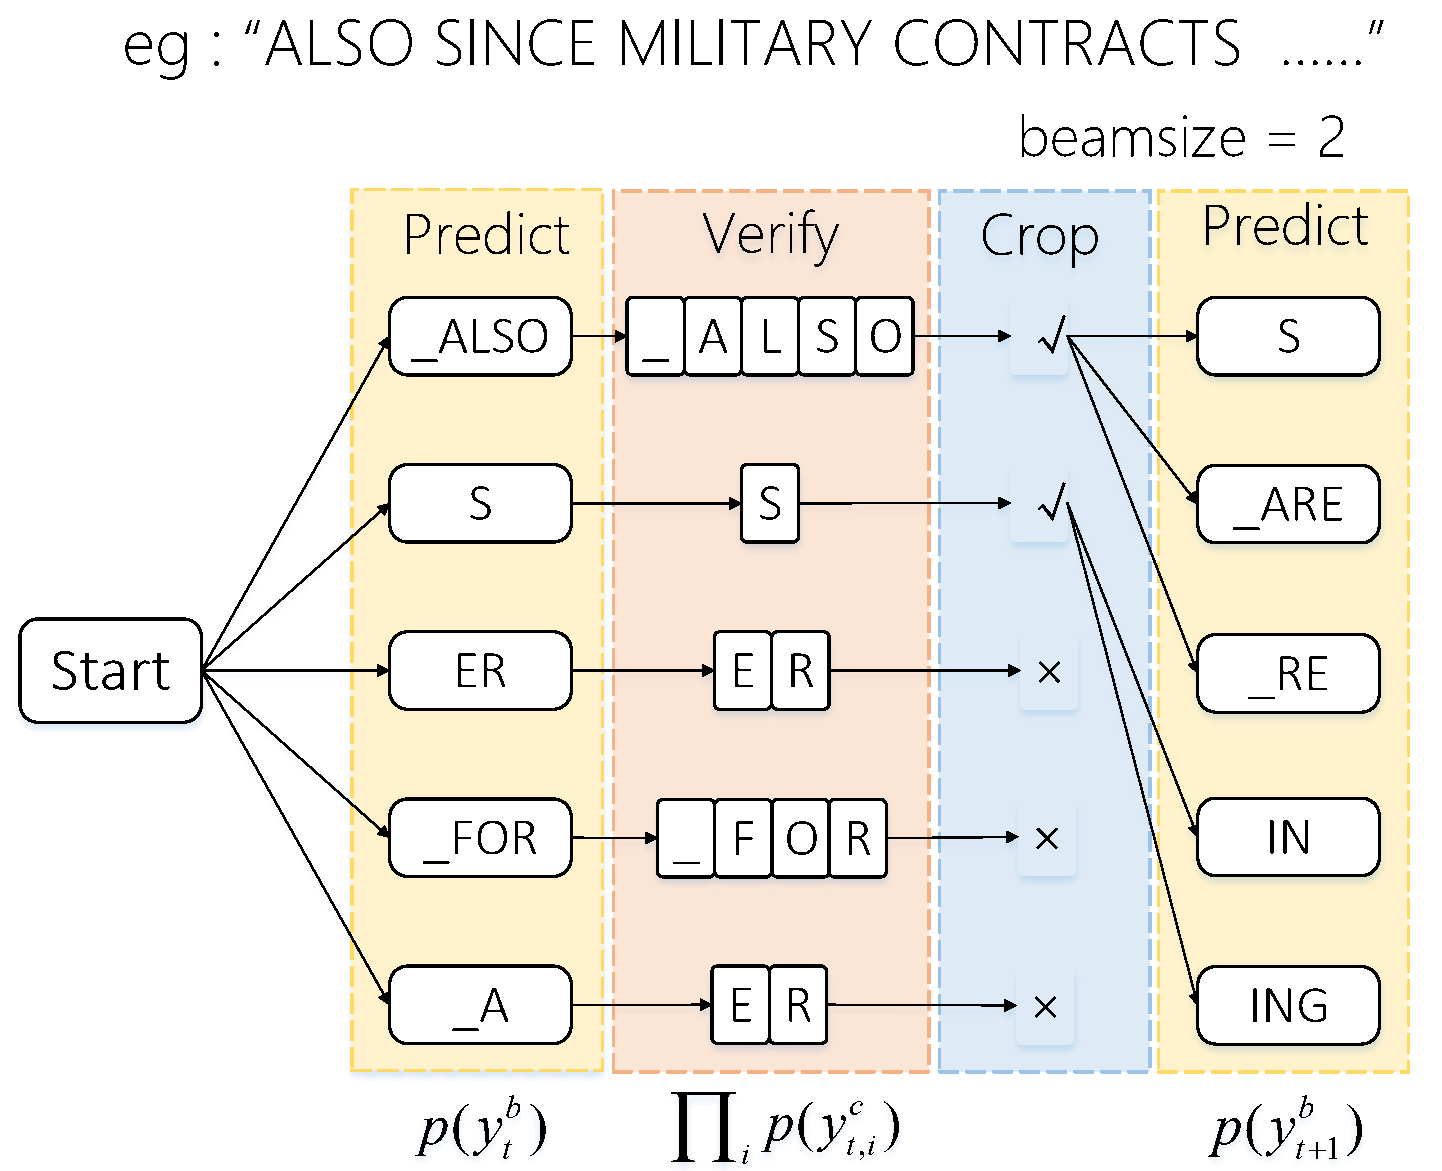 eg : “ALSO SINCE MILITARY CONTRACTS ......”
beamsize = 2
Predict Verify Crop Predict
_ALSO _ A L S O √ S
S S √ _ARE
Start ER E R × _RE
_FOR _ F O R × IN
_A E R × ING
p(y_t^b) ∏_i p(y_{t,i}^c) p(y_{t+1}^b)